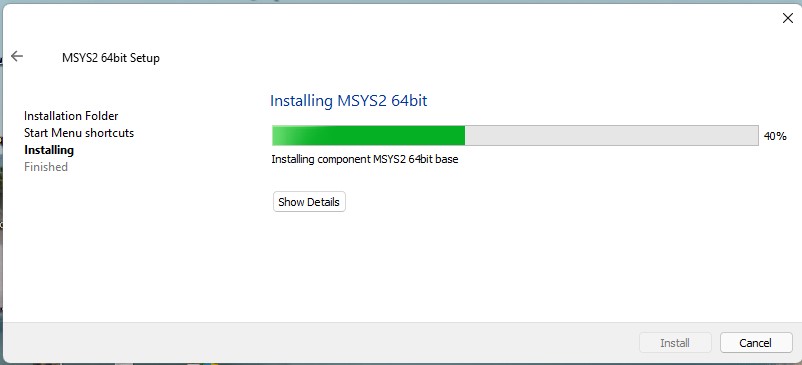 MSYS2 64bit Setup
Installation Folder
Start Menu shortcuts
Installing
Finished
Installing MSYS2 64bit
40%
Installing component MSYS2 64bit base
Show Details
Install
Cancel